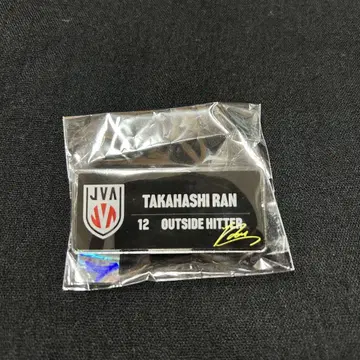 JVA
TAKAHASHI RAN
12 OUTSIDE HITTER